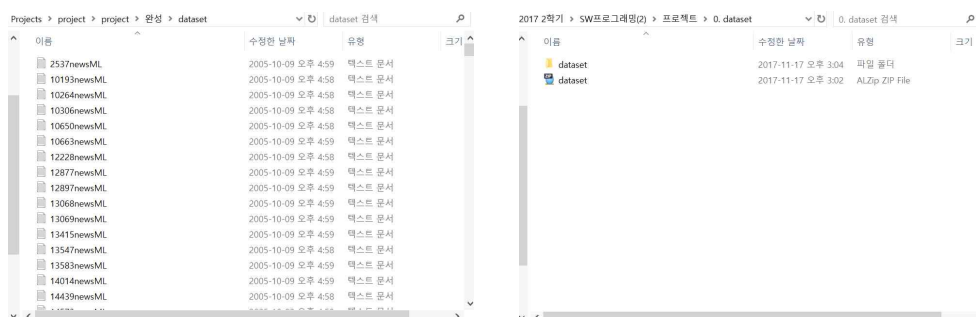 Projects > project > project > 완성 > dataset
dataset 검색
이름 수정한 날짜 유형 크기
2537newsML 2005-10-09 오후 4:59 텍스트 문서
10193newsML 2005-10-09 오후 4:58 텍스트 문서
10264newsML 2005-10-09 오후 4:58 텍스트 문서
10306newsML 2005-10-09 오후 4:58 텍스트 문서
10650newsML 2005-10-09 오후 4:58 텍스트 문서
10663newsML 2005-10-09 오후 4:59 텍스트 문서
12228newsML 2005-10-09 오후 4:58 텍스트 문서
12877newsML 2005-10-09 오후 4:59 텍스트 문서
12897newsML 2005-10-09 오후 4:59 텍스트 문서
13068newsML 2005-10-09 오후 4:58 텍스트 문서
13069newsML 2005-10-09 오후 4:59 텍스트 문서
13415newsML 2005-10-09 오후 4:59 텍스트 문서
13547newsML 2005-10-09 오후 4:58 텍스트 문서
13583newsML 2005-10-09 오후 4:59 텍스트 문서
14014newsML 2005-10-09 오후 4:59 텍스트 문서
14439newsML 2005-10-09 오후 4:58 텍스트 문서
2017 2학기 > SW프로그래밍(2) > 프로젝트 > 0. dataset
0. dataset 검색
이름 수정한 날짜 유형 크기
dataset 2017-11-17 오후 3:04 파일 폴더
dataset 2017-11-17 오후 3:02 ALZip ZIP File